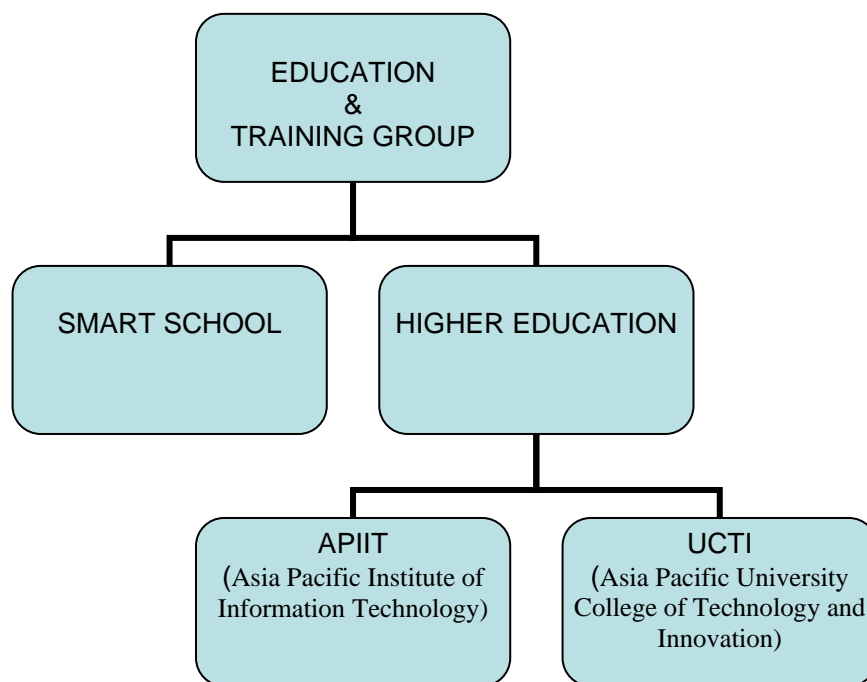 EDUCATION
&
TRAINING GROUP
SMART SCHOOL
HIGHER EDUCATION
APIIT
(Asia Pacific Institute of
Information Technology)
UCTI
(Asia Pacific University
College of Technology and
Innovation)